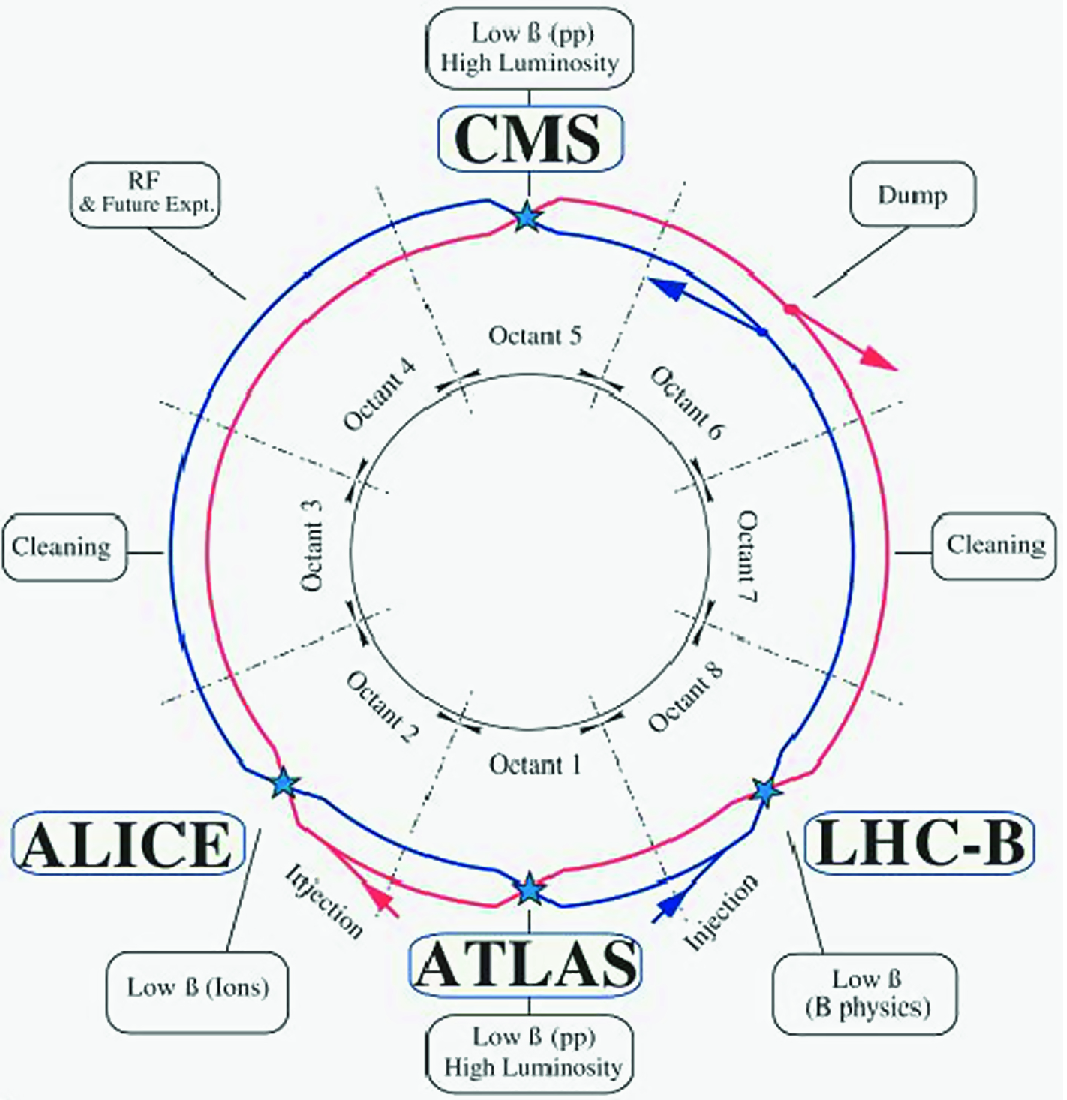 Low ß (pp)
High Luminosity
CMS
RF
& Future Expt.
Dump
Octant 5
Octant 4
Octant 6
Octant 3
Octant 7
Cleaning
Cleaning
Octant 2
Octant 8
Octant 1
ALICE
LHC-B
Injection
Injection
ATLAS
Low ß (Ions)
Low ß
(B physics)
Low ß (pp)
High Luminosity